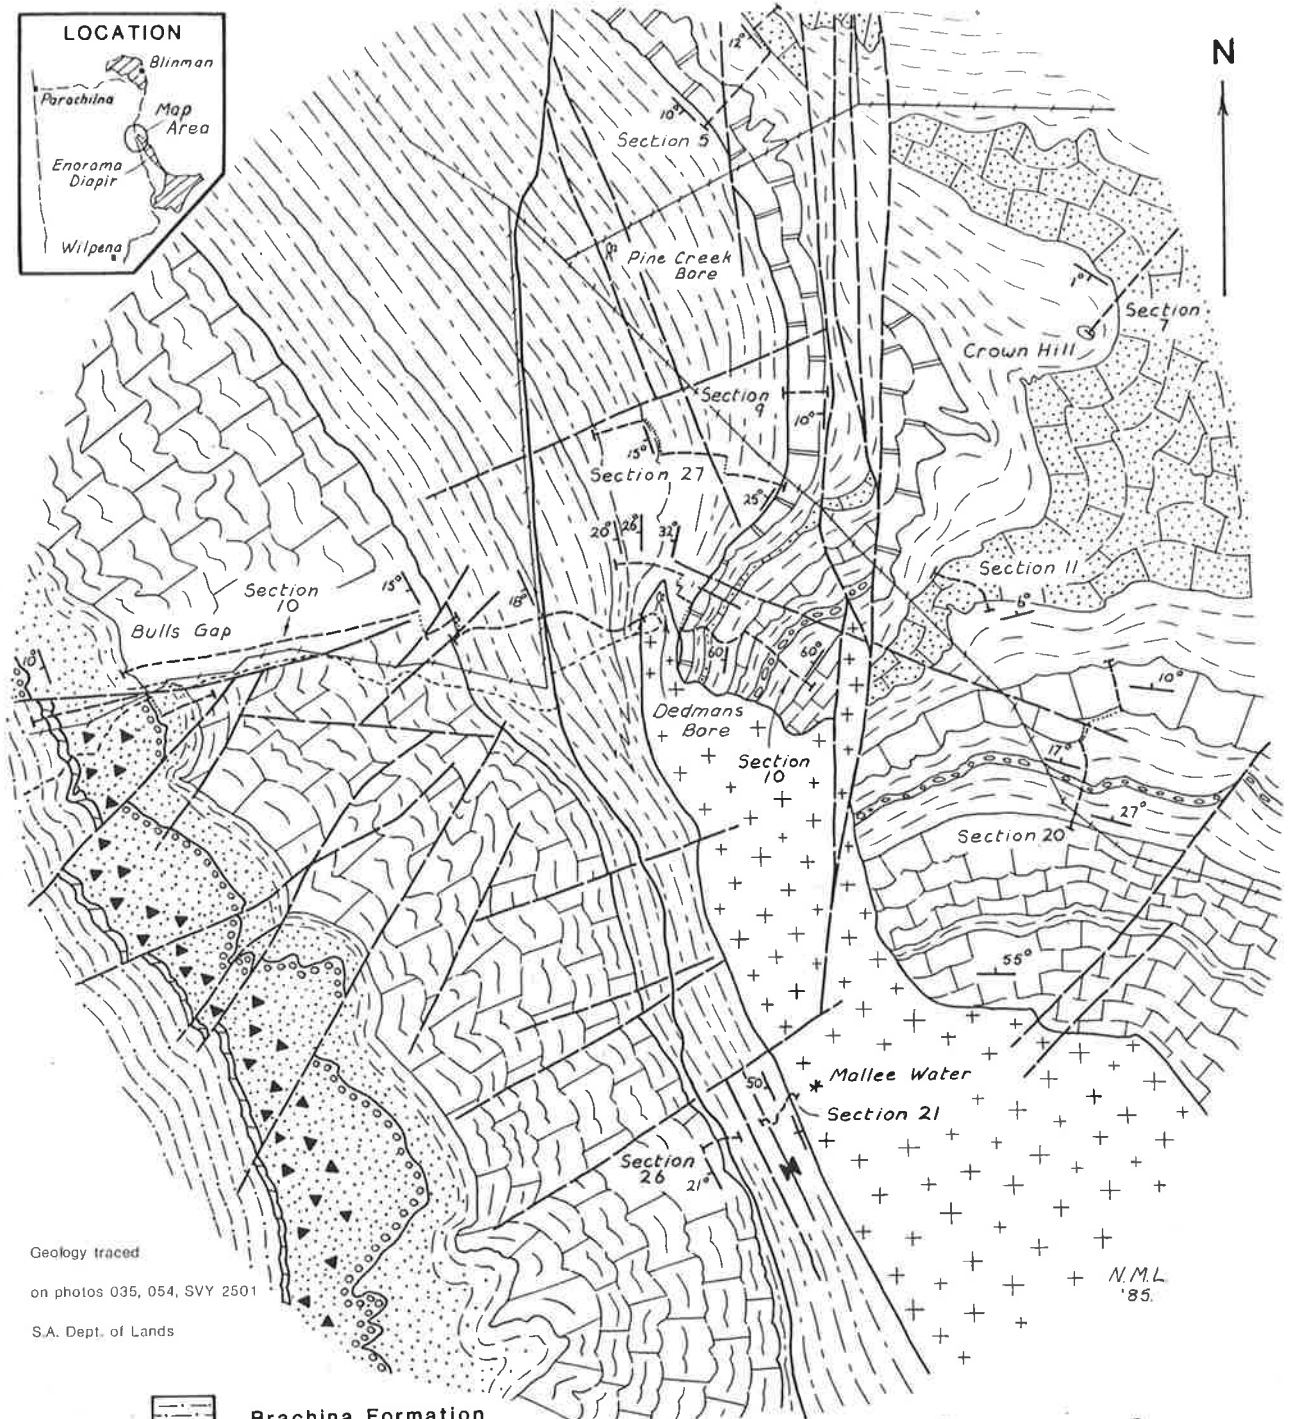 LOCATION
Blinman
Parachilna
Map
Area
Enorama
Diapir
Wilpena
N
12°
10°
Section 5
Pine Creek
Bore
1°
Section
7
Crown Hill
Section
9
10°
15°
Section 27
25°
20°
26°
32°
Section 11
6°
15°
18°
Section
10
Bulls Gap
10°
60
60°
10°
Dedmans
Bore
Section
10
17°
27°
Section 20
55°
Mallee Water
50
Section 21
Section
26
21°
Geology traced
on photos 035, 054, SVY 2501
S.A. Dept. of Lands
N.M.L
'85.
Brachina Formation